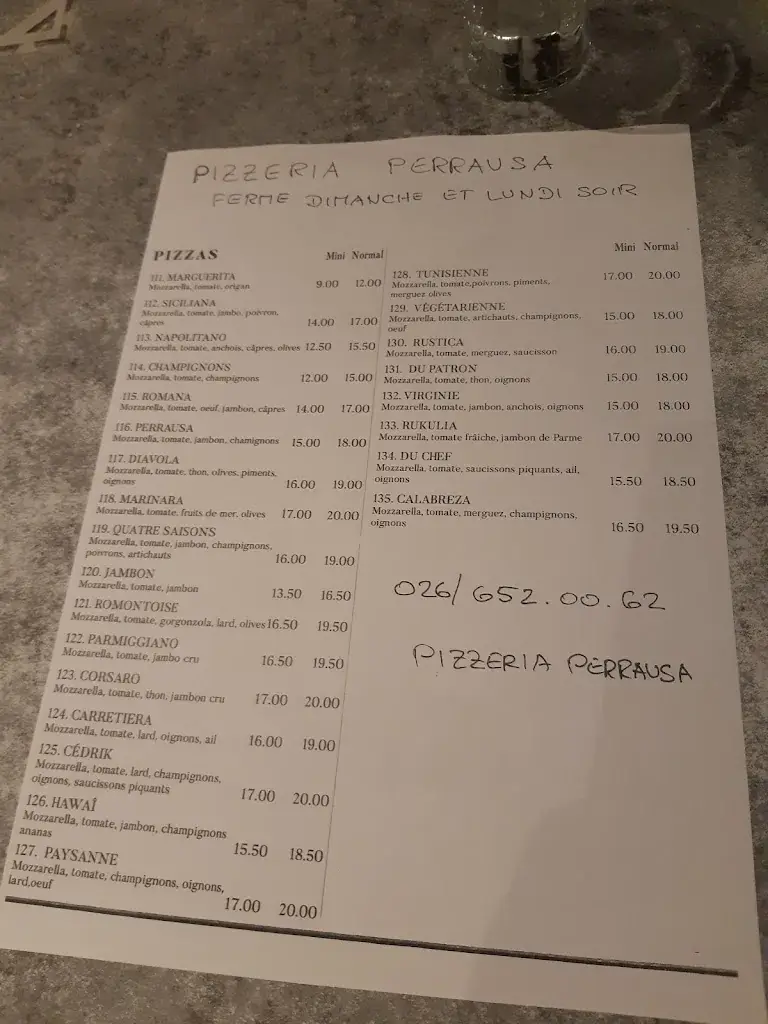 PIZZERIA PERRAUSA
FERME DIMANCHE ET LUNDI SOIR
PIZZAS Mini Normal
111. MARGUERITA
Mozzarella, tomate, origan 9.00 12.00
112. SICILIANA
Mozzarella, tomate, jambo, poivron,
câpres 14.00 17.00
113. NAPOLITANO
Mozzarella, tomate, anchois, câpres, olives 12.50 15.50
114. CHAMPIGNONS
Mozzarella, tomate, champignons 12.00 15.00
115. ROMANA
Mozzarella, tomate, oeuf, jambon, câpres 14.00 17.00
116. PERRAUSA
Mozzarella, tomate, jambon, chamignons 15.00 18.00
117. DIAVOLA
Mozzarella, tomate, thon, olives, piments,
oignons 16.00 19.00
118. MARINARA
Mozzarella, tomate, fruits de mer, olives 17.00 20.00
119. QUATRE SAISONS
Mozzarella, tomate, jambon, champignons,
poivrons, artichauts 16.00 19.00
120. JAMBON
Mozzarella, tomate, jambon 13.50 16.50
121. ROMONTOISE
Mozzarella, tomate, gorgonzola, lard, olives 16.50 19.50
122. PARMIGGIANO
Mozzarella, tomate, jambo cru 16.50 19.50
123. CORSARO
Mozzarella, tomate, thon, jambon cru 17.00 20.00
124. CARRETIERA
Mozzarella, tomate, lard, oignons, ail 16.00 19.00
125. CÉDRIK
Mozzarella, tomate, lard, champignons,
oignons, saucissons piquants 17.00 20.00
126. HAWAÎ
Mozzarella, tomate, jambon, champignons
ananas 15.50 18.50
127. PAYSANNE
Mozzarella, tomate, champignons, oignons,
lard,oeuf 17.00 20.00
Mini Normal
128. TUNISIENNE 17.00 20.00
Mozzarella, tomate,poivrons, piments,
merguez olives
129. VÉGÉTARIENNE
Mozzarella, tomate, artichauts, champignons, 15.00 18.00
oeuf
130. RUSTICA
Mozzarella, tomate, merguez, saucisson 16.00 19.00
131. DU PATRON
Mozzarella, tomate, thon, oignons 15.00 18.00
132. VIRGINIE
Mozzarella, tomate, jambon, anchois, oignons 15.00 18.00
133. RUKULIA
Mozzarella, tomate frâiche, jambon de Parme 17.00 20.00
134. DU CHEF
Mozzarella, tomate, saucissons piquants, ail,
oignons 15.50 18.50
135. CALABREZA
Mozzarella, tomate, merguez, champignons,
oignons 16.50 19.50
026/652.00.62
PIZZERIA PERRAUSA